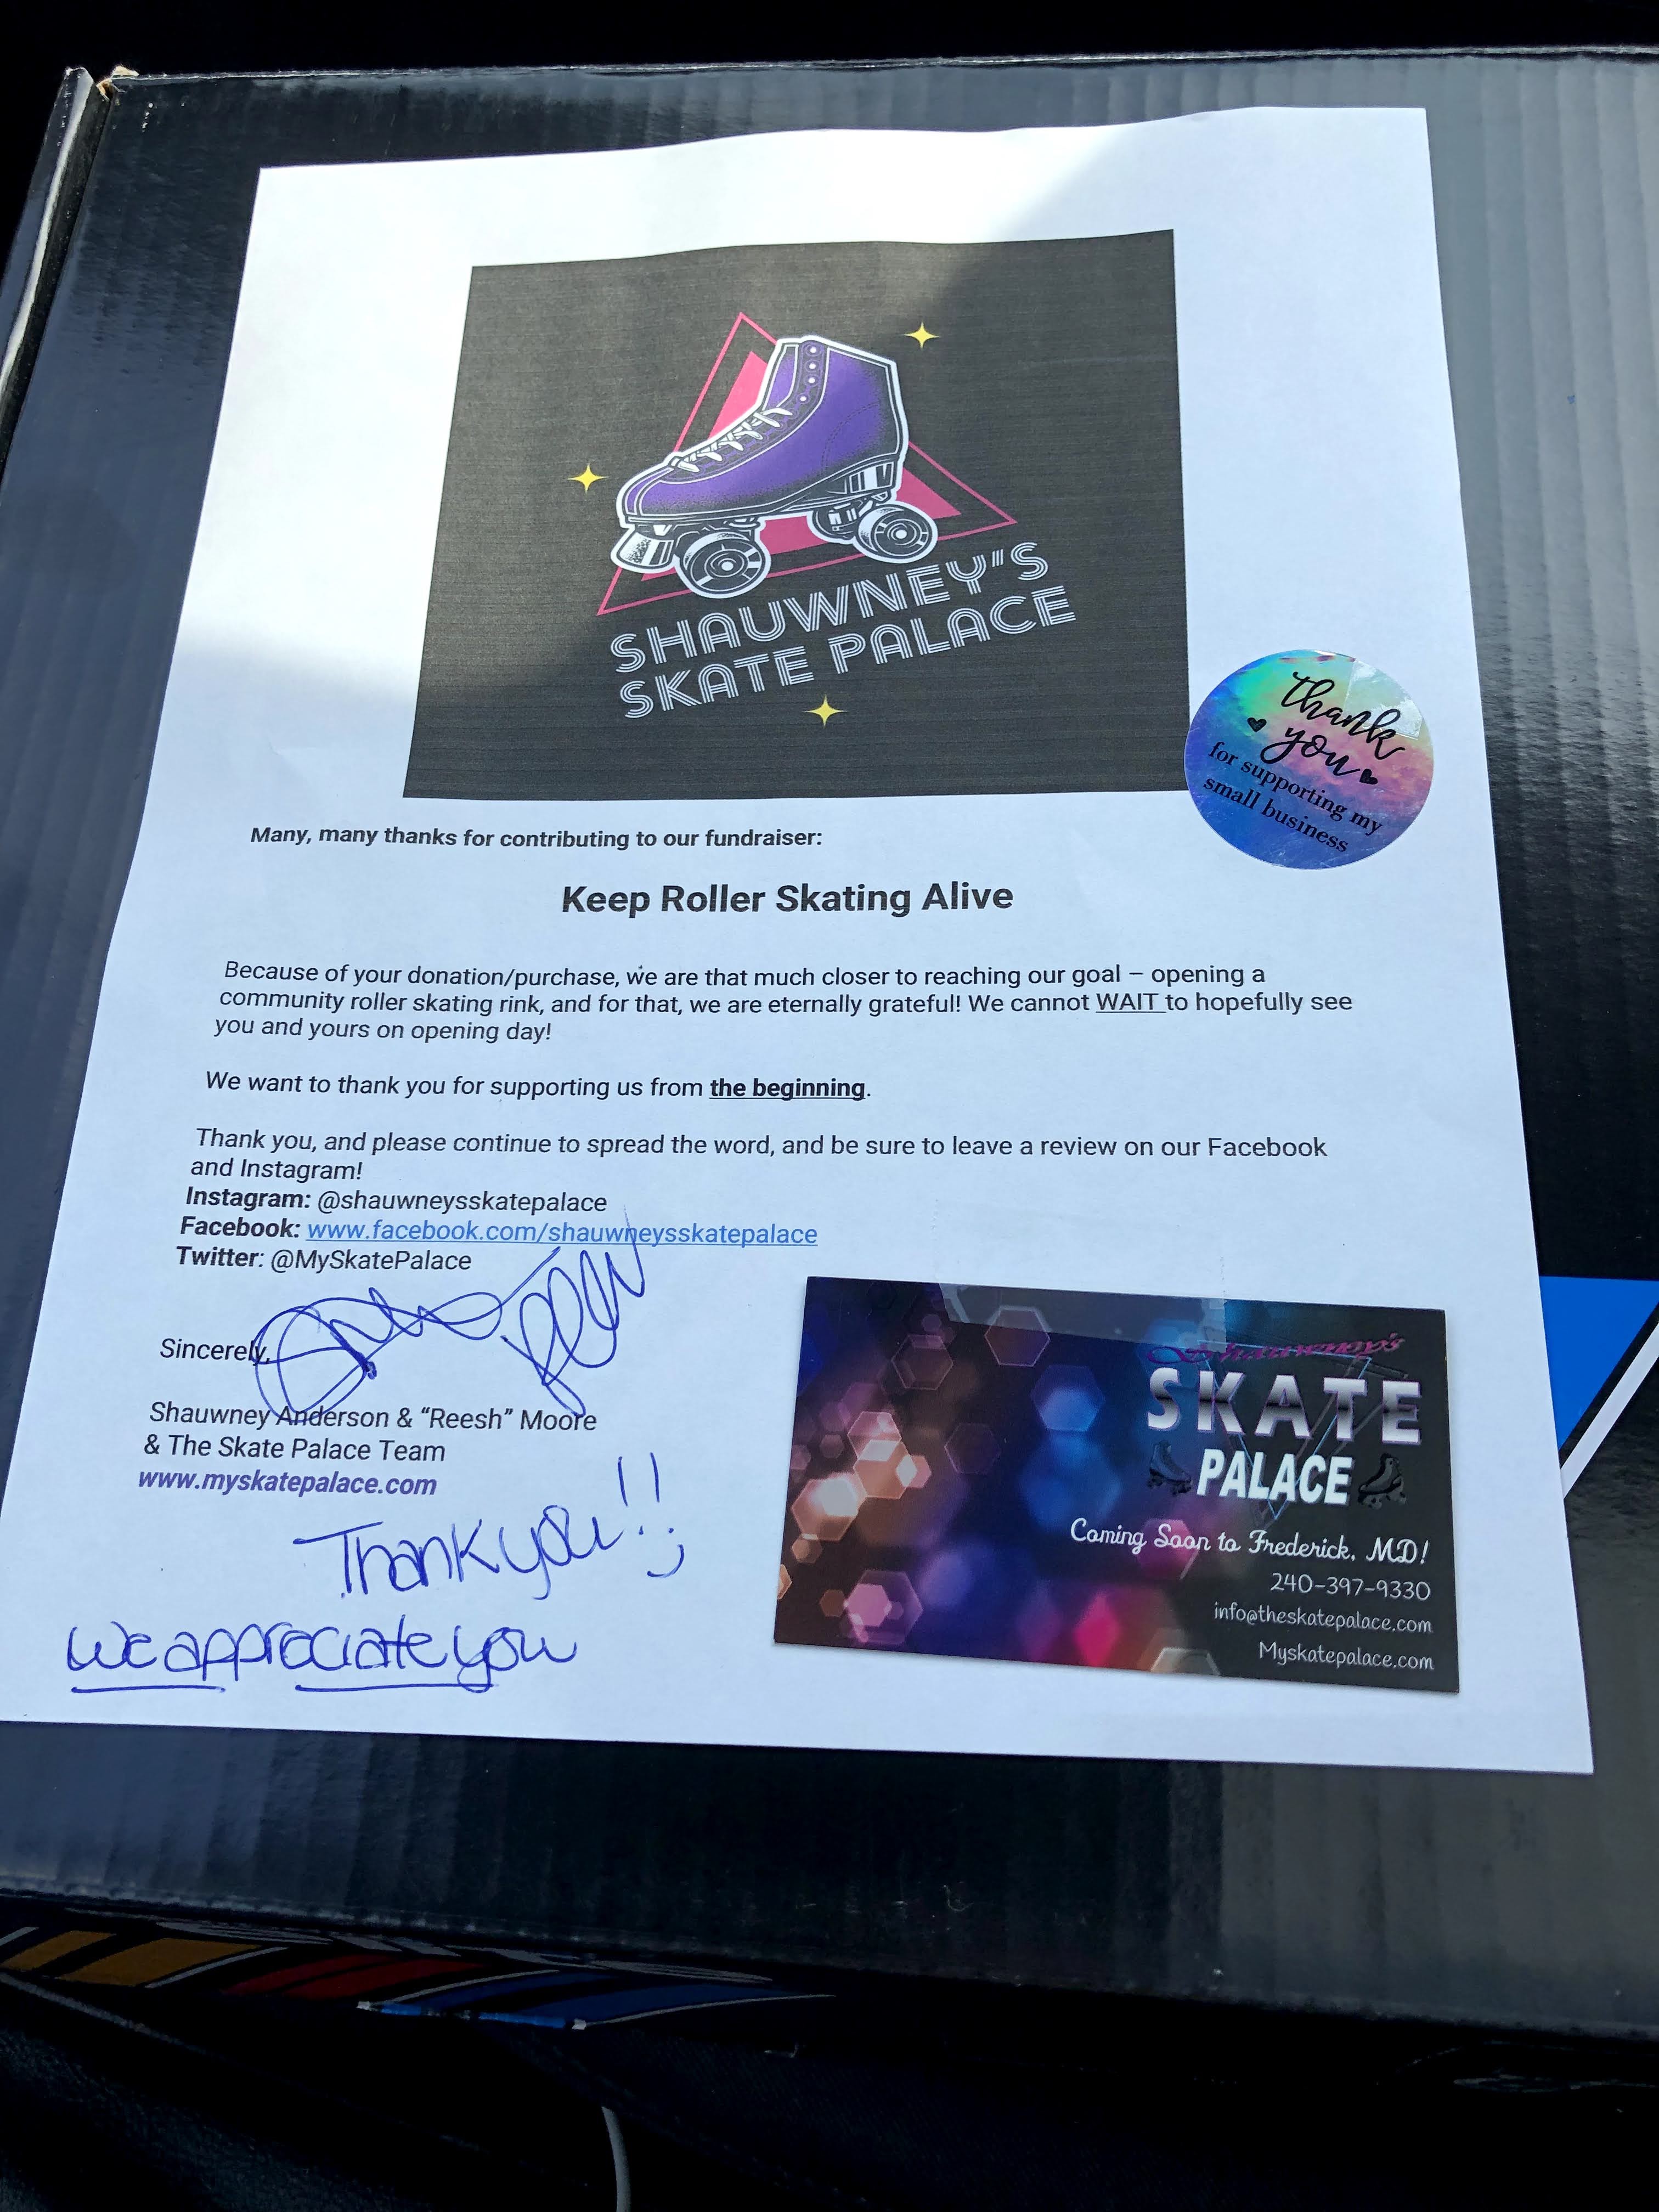 SHAUWNEY'S
SKATE PALACE
thank
you
for supporting my
small business
Many, many thanks for contributing to our fundraiser:
Keep Roller Skating Alive
Because of your donation/purchase, we are that much closer to reaching our goal – opening a
community roller skating rink, and for that, we are eternally grateful! We cannot WAIT to hopefully see
you and yours on opening day!
We want to thank you for supporting us from the beginning.
Thank you, and please continue to spread the word, and be sure to leave a review on our Facebook
and Instagram!
Instagram: @shauwneysskatepalace
Facebook: www.facebook.com/shauwneysskatepalace
Twitter: @MySkatePalace
Sincerely,
Shauwney Anderson & “Reesh” Moore
& The Skate Palace Team
www.myskatepalace.com
Thank you!! :)
we appreciate you
Shauwney's
SKATE
PALACE
Coming Soon to Frederick, MD!
240-397-9330
info@theskatepalace.com
Myskatepalace.com